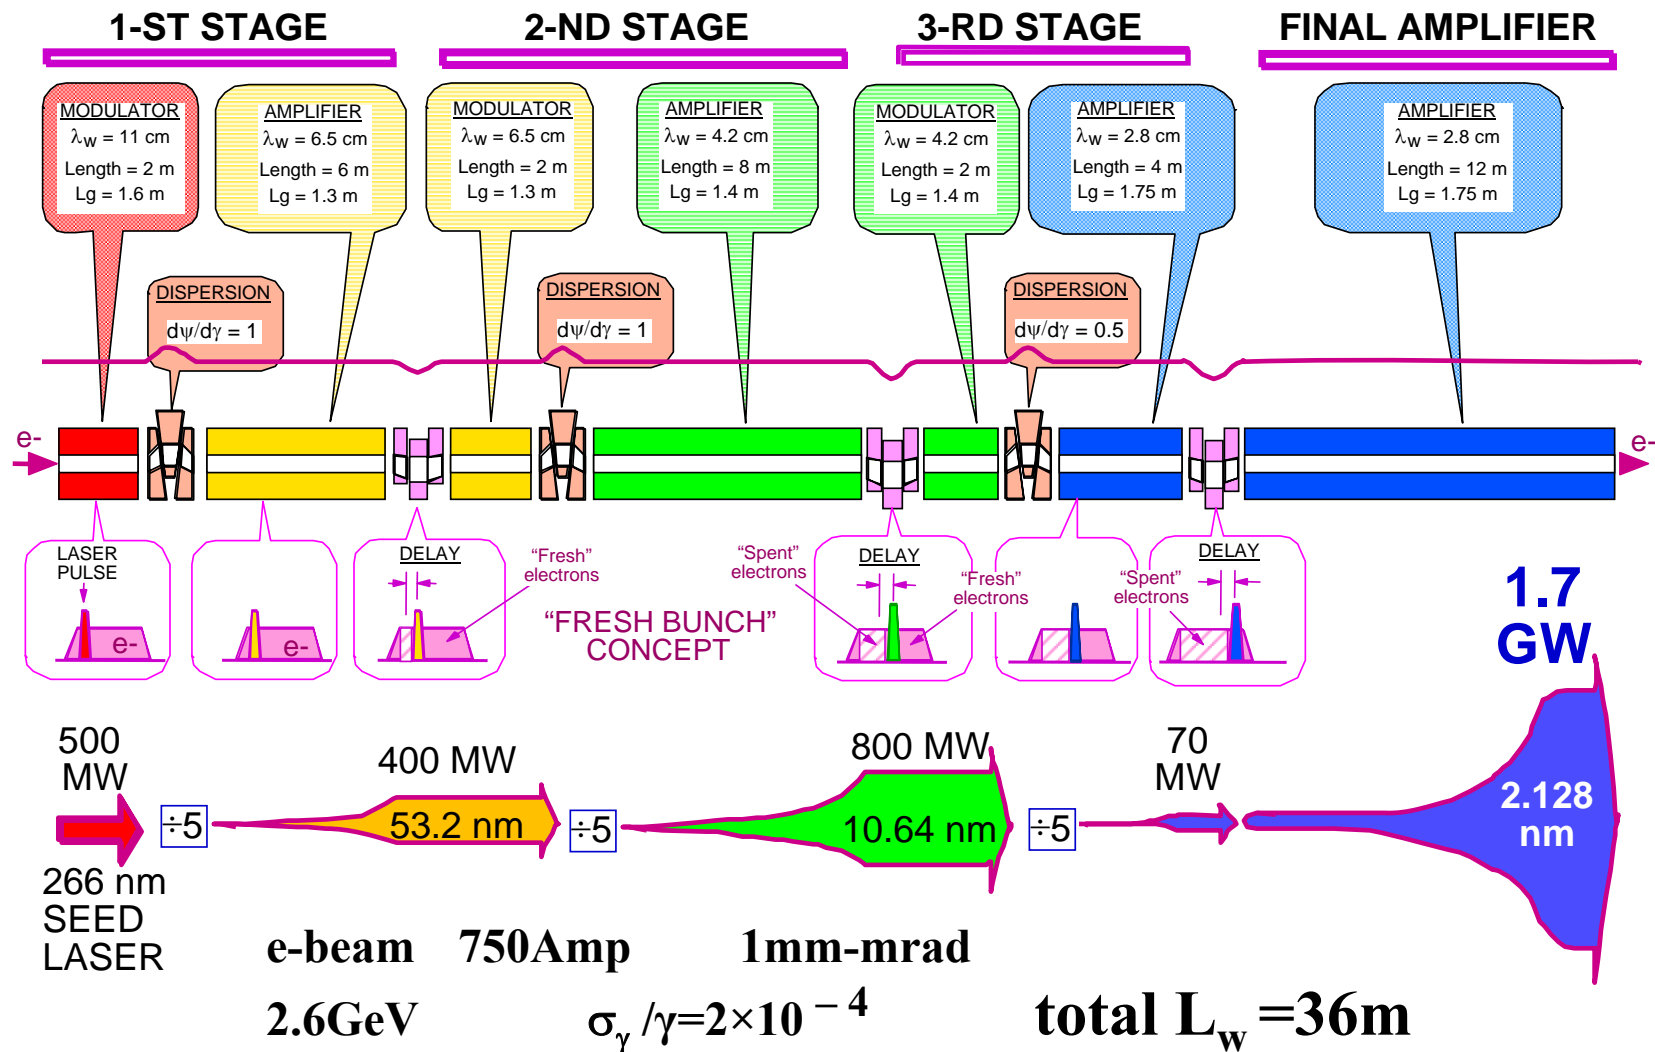 1-ST STAGE
2-ND STAGE
3-RD STAGE
FINAL AMPLIFIER
MODULATOR
λw = 11 cm
Length = 2 m
Lg = 1.6 m
AMPLIFIER
λw = 6.5 cm
Length = 6 m
Lg = 1.3 m
MODULATOR
λw = 6.5 cm
Length = 2 m
Lg = 1.3 m
AMPLIFIER
λw = 4.2 cm
Length = 8 m
Lg = 1.4 m
MODULATOR
λw = 4.2 cm
Length = 2 m
Lg = 1.4 m
AMPLIFIER
λw = 2.8 cm
Length = 4 m
Lg = 1.75 m
AMPLIFIER
λw = 2.8 cm
Length = 12 m
Lg = 1.75 m
DISPERSION
dψ/dγ = 1
DISPERSION
dψ/dγ = 1
DISPERSION
dψ/dγ = 0.5
e-
e-
LASER
PULSE
e-
e-
DELAY
“Fresh”
electrons
“FRESH BUNCH”
CONCEPT
“Spent”
electrons
DELAY
“Fresh”
electrons
“Spent”
electrons
DELAY
1.7
GW
500
MW
÷5
400 MW
53.2 nm
÷5
800 MW
10.64 nm
÷5
70
MW
2.128
nm
266 nm
SEED
LASER
e-beam 750Amp 1mm-mrad
2.6GeV σγ /γ=2×10 – 4 total Lw =36m